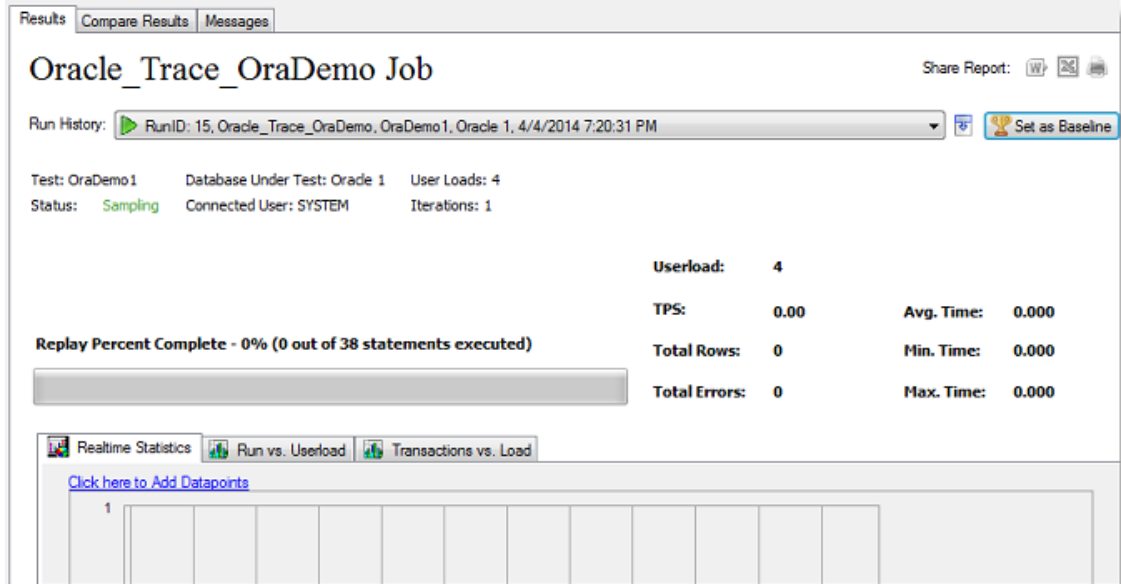 Results Compare Results Messages
Oracle_Trace_OraDemo Job
Share Report:
Run History: RunID: 15, Oracle_Trace_OraDemo, OraDemo1, Oracle 1, 4/4/2014 7:20:31 PM Set as Baseline
Test: OraDemo1 Database Under Test: Oracle 1 User Loads: 4
Status: Sampling Connected User: SYSTEM Iterations: 1
Userload: 4
TPS: 0.00 Avg. Time: 0.000
Replay Percent Complete - 0% (0 out of 38 statements executed)
Total Rows: 0 Min. Time: 0.000
Total Errors: 0 Max. Time: 0.000
Realtime Statistics Run vs. Userload Transactions vs. Load
Click here to Add Datapoints
1